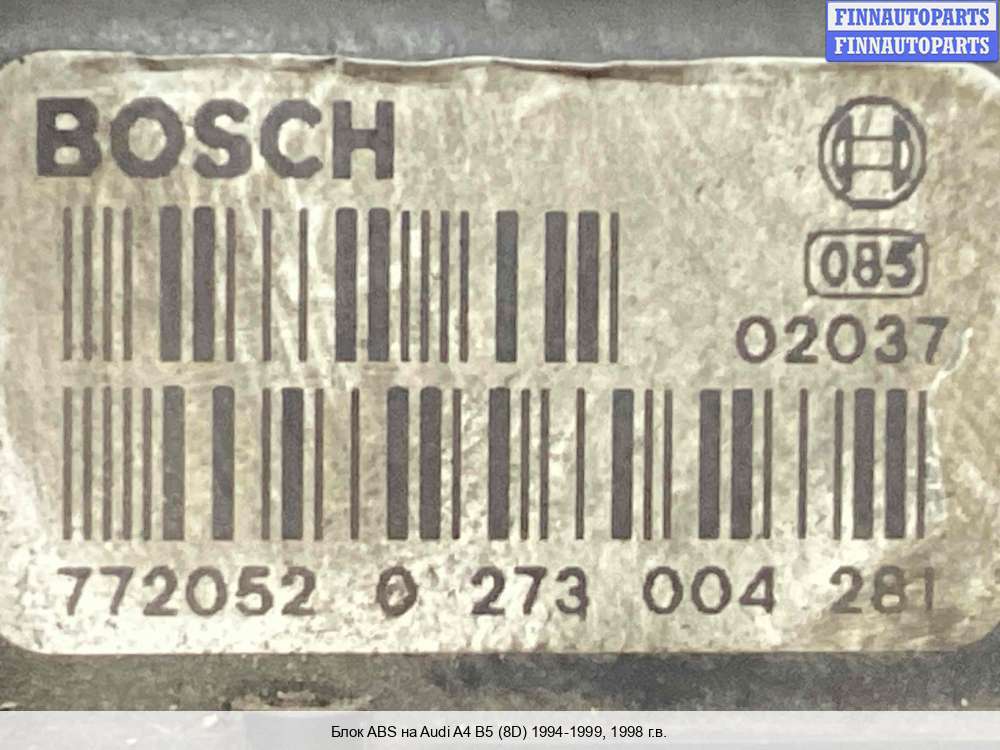 FINNAUTOPARTS
FINNAUTOPARTS
BOSCH
085
02037
772052 0 273 004 281
Блок ABS на Audi A4 B5 (8D) 1994-1999, 1998 г.в.